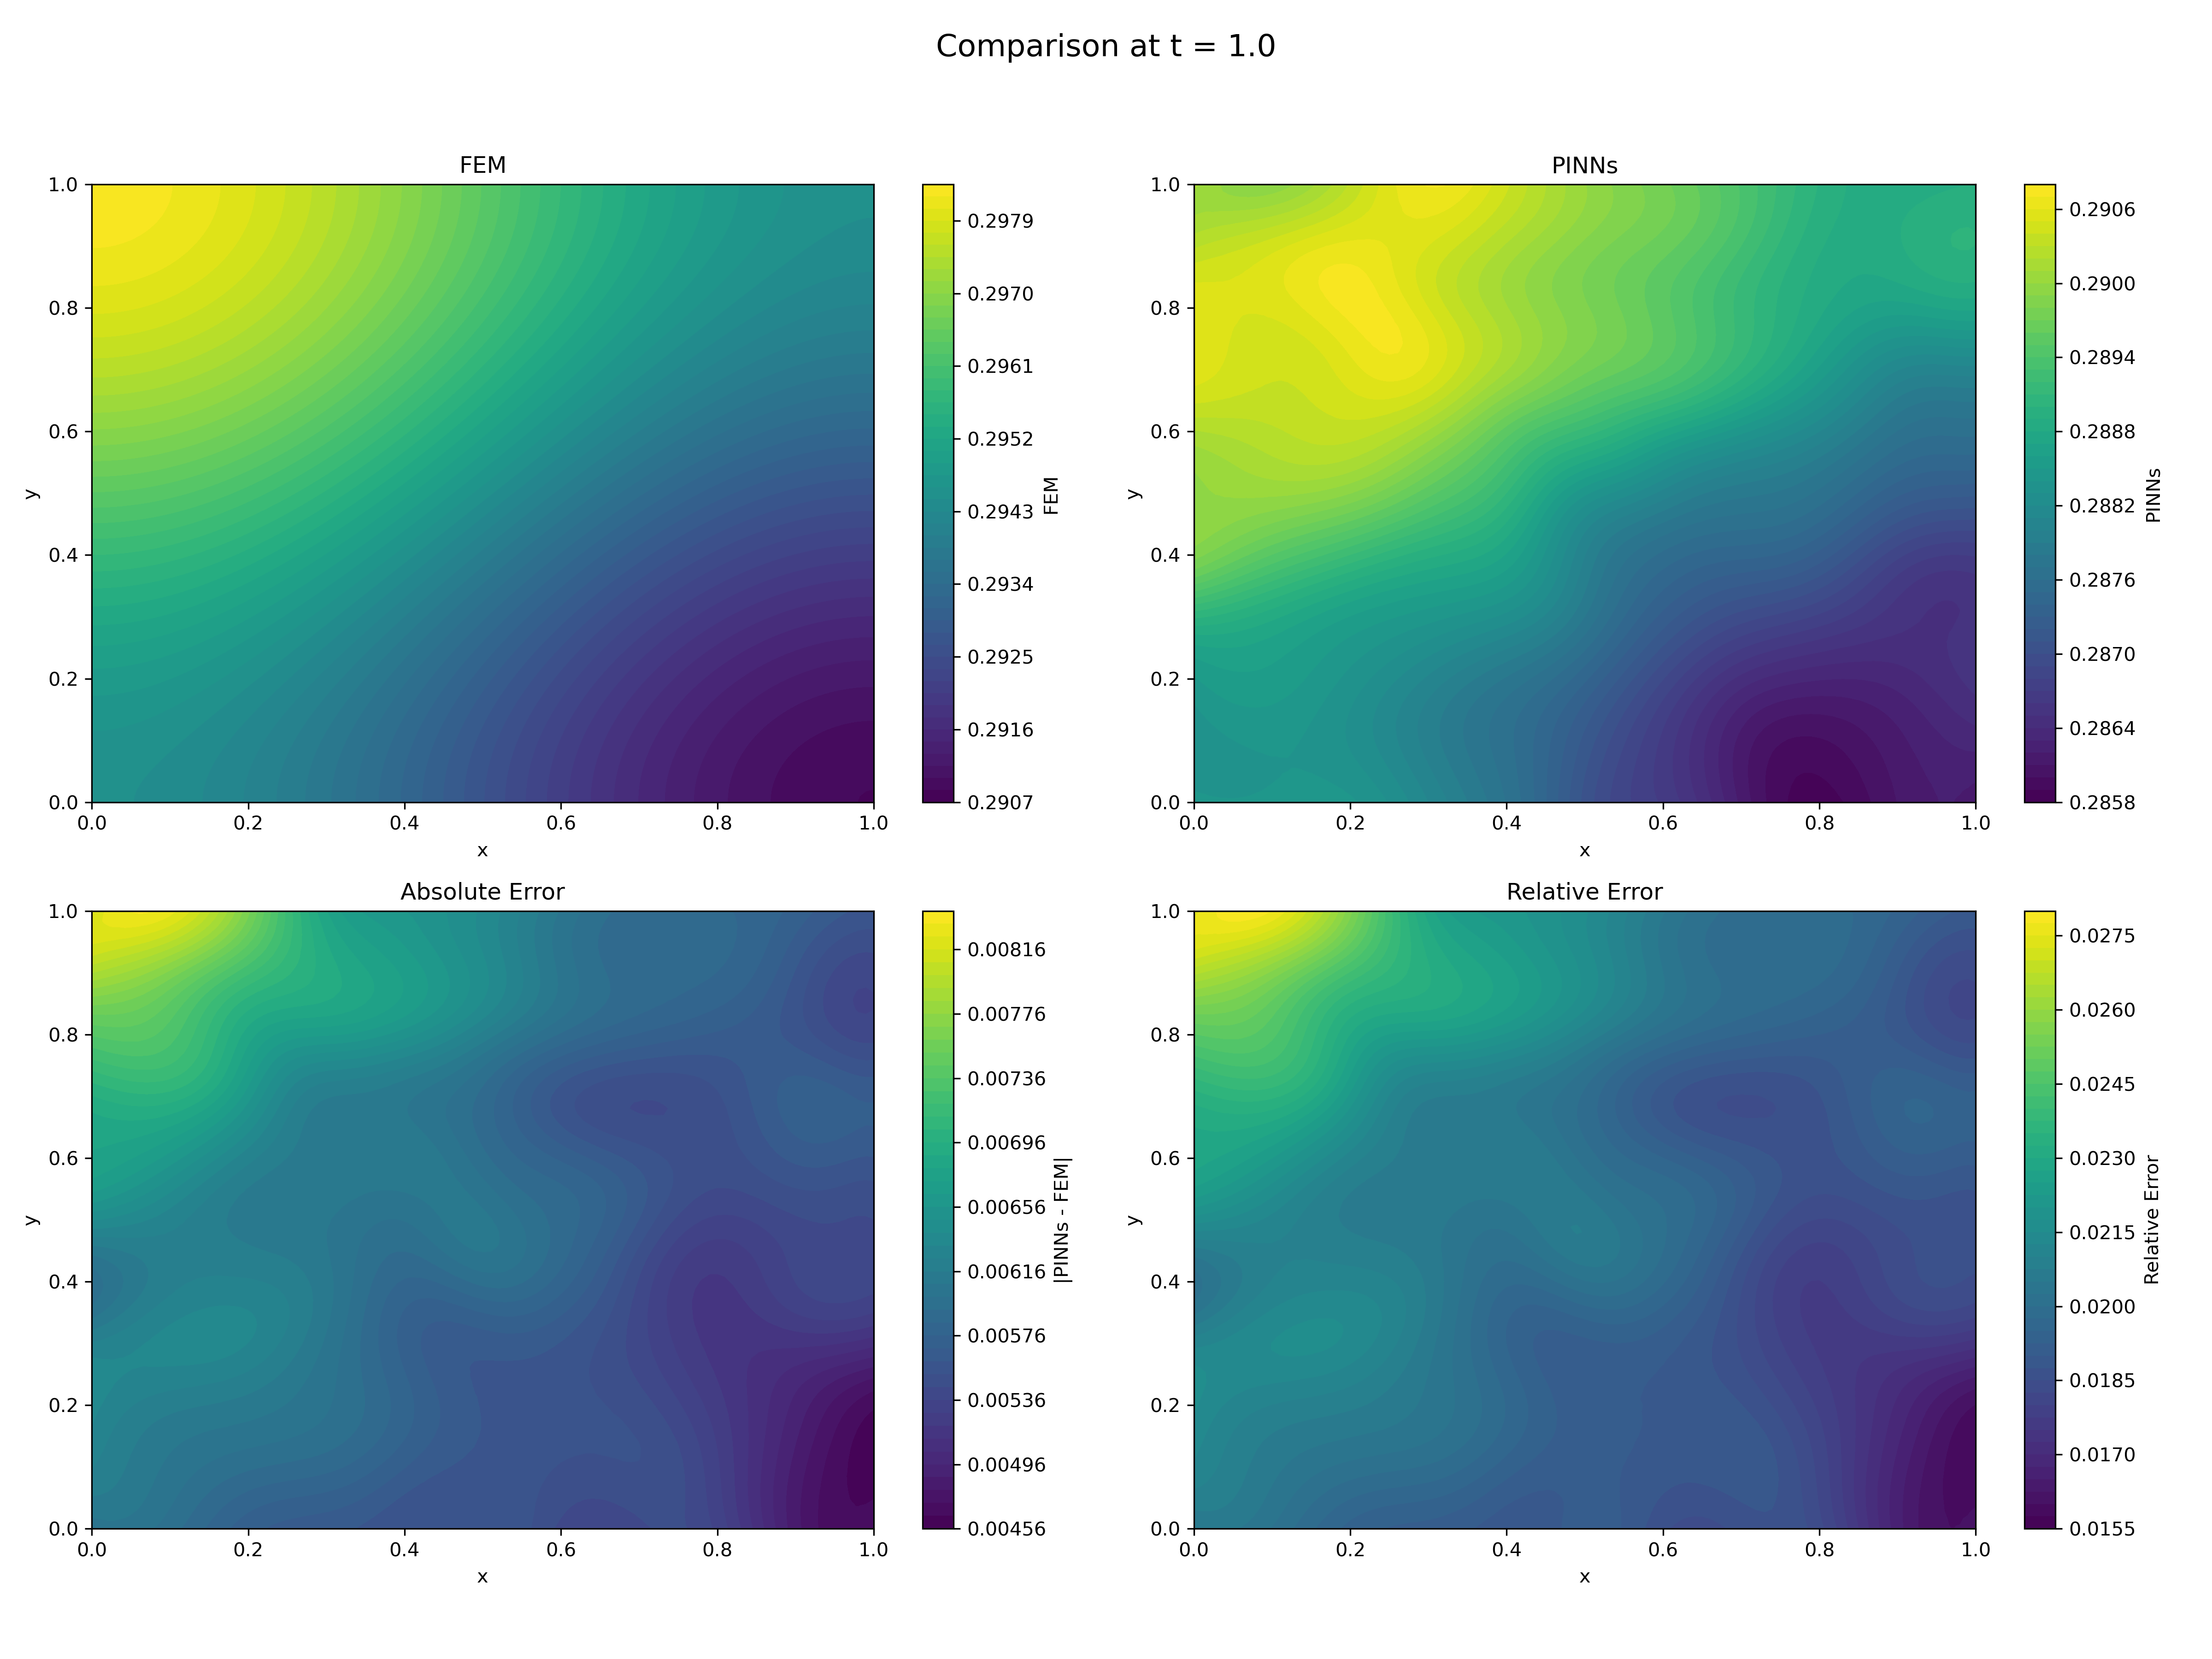 Comparison at t = 1.0
FEM
1.0
0.8
0.6
0.4
0.2
0.0
y
0.0 0.2 0.4 0.6 0.8 1.0
x
0.2979
0.2970
0.2961
0.2952
0.2943
0.2934
0.2925
0.2916
0.2907
FEM
PINNs
1.0
0.8
0.6
0.4
0.2
0.0
y
0.0 0.2 0.4 0.6 0.8 1.0
x
0.2906
0.2900
0.2894
0.2888
0.2882
0.2876
0.2870
0.2864
0.2858
PINNs
Absolute Error
1.0
0.8
0.6
0.4
0.2
0.0
y
0.0 0.2 0.4 0.6 0.8 1.0
x
0.00816
0.00776
0.00736
0.00696
0.00656
0.00616
0.00576
0.00536
0.00496
0.00456
|PINNs - FEM|
Relative Error
1.0
0.8
0.6
0.4
0.2
0.0
y
0.0 0.2 0.4 0.6 0.8 1.0
x
0.0275
0.0260
0.0245
0.0230
0.0215
0.0200
0.0185
0.0170
0.0155
Relative Error